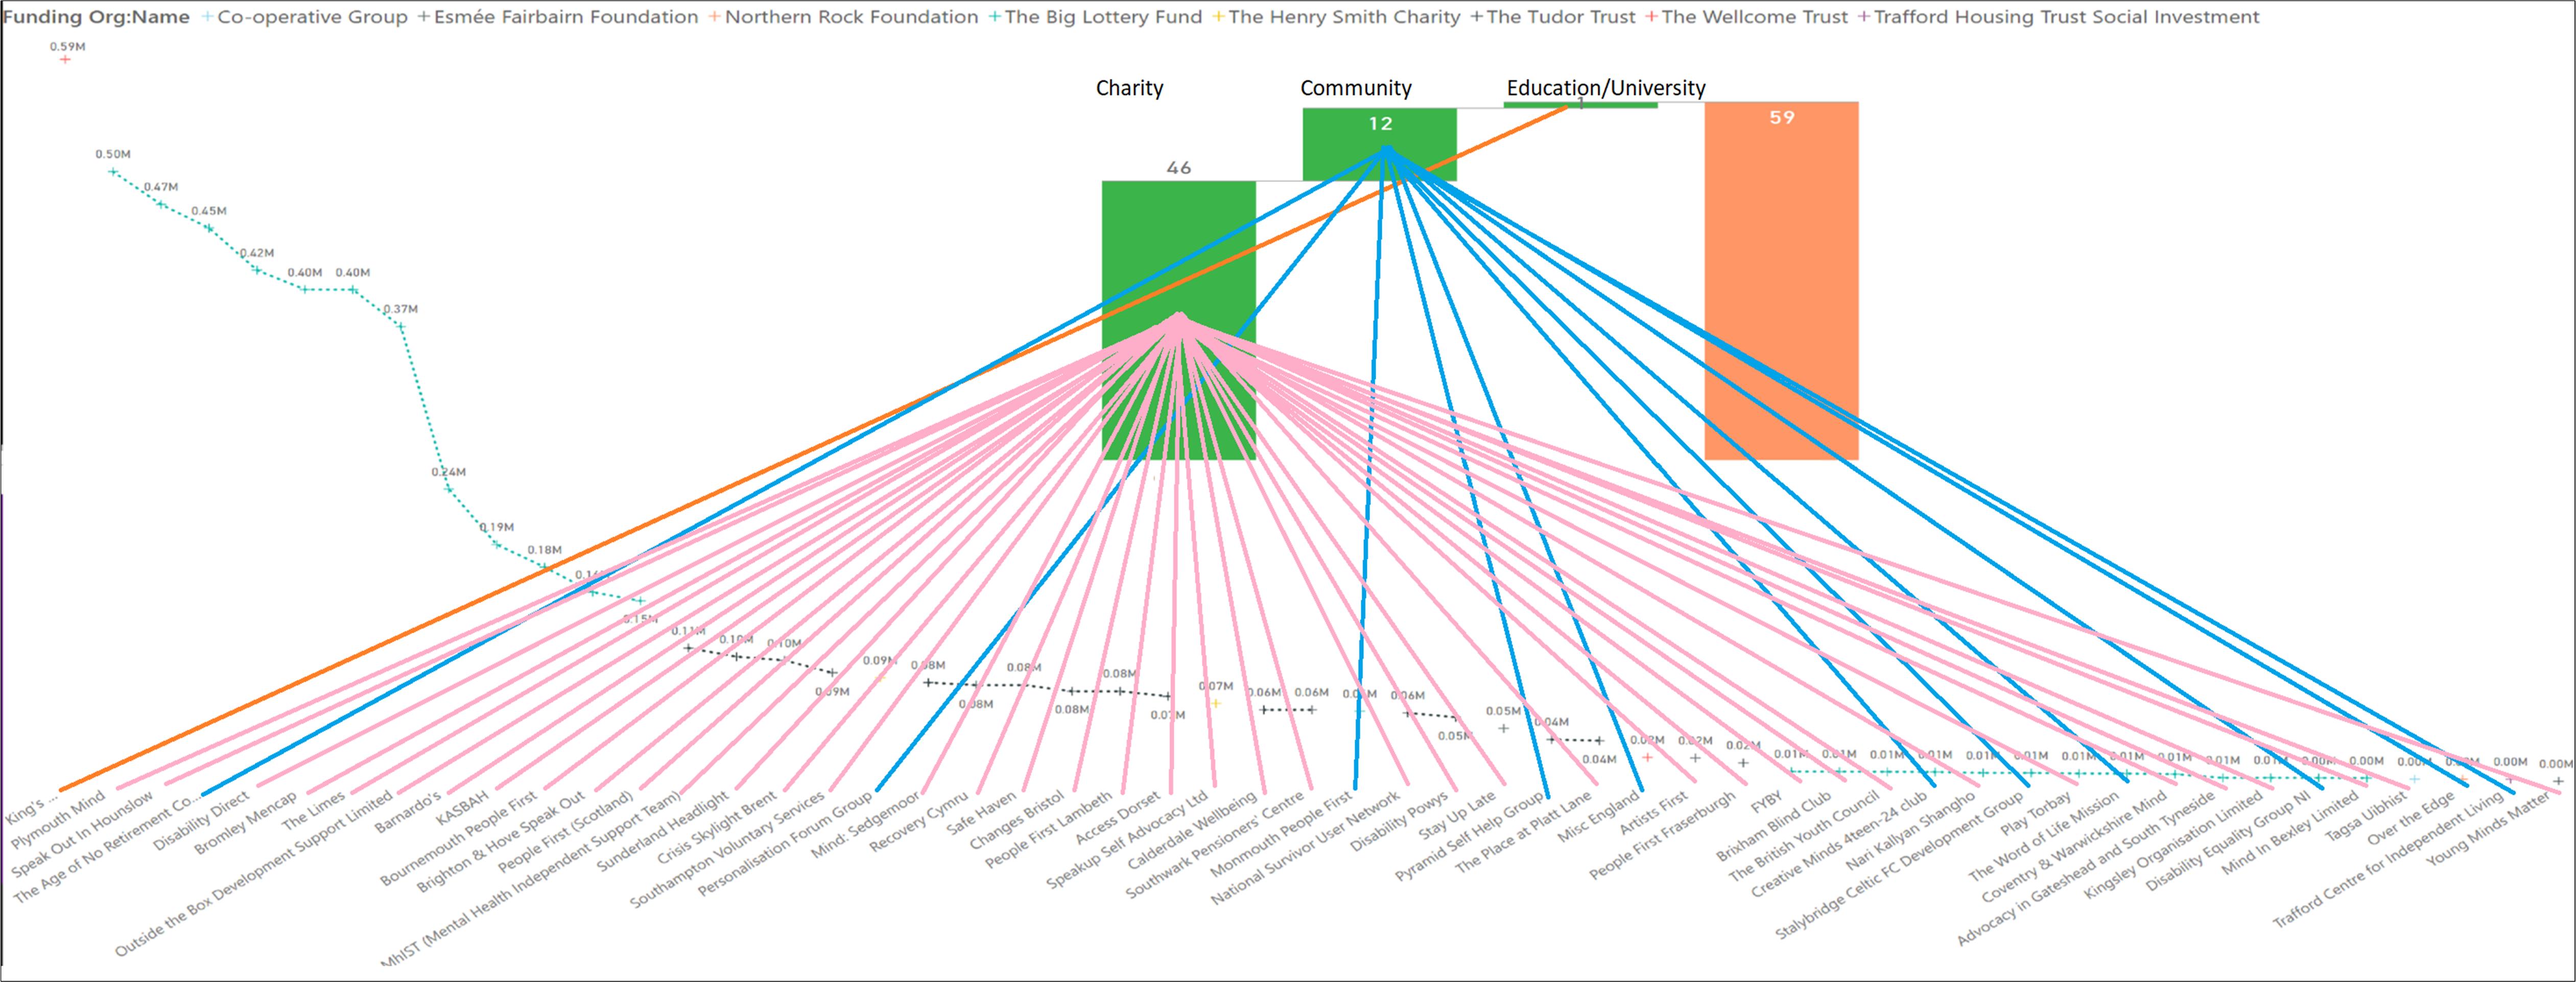 Funding Org:Name Co-operative Group Esmée Fairbairn Foundation Northern Rock Foundation The Big Lottery Fund The Henry Smith Charity The Tudor Trust The Wellcome Trust Trafford Housing Trust Social Investment
0.59M
Charity Community Education/University
1
12
59
0.50M
46
0.47M
0.45M
0.42M
0.40M 0.40M
0.37M
0.24M
0.19M
0.18M
0.15M
0.11M 0.10M 0.10M
0.09M 0.08M 0.08M 0.08M
0.09M 0.08M 0.08M 0.07M
0.07M 0.06M 0.06M 0.06M
0.05M 0.05M 0.04M
0.04M 0.02M 0.02M 0.02M
0.01M 0.01M 0.01M 0.01M 0.01M 0.01M 0.01M 0.01M 0.01M 0.01M 0.01M 0.00M 0.00M 0.00M 0.00M 0.00M
King's ...
Plymouth Mind
Speak Out In Hounslow
The Age of No Retirement Co...
Disability Direct
Bromley Mencap
The Limes
Outside the Box Development Support Limited
Barnardo's
KASBAH
Bournemouth People First
Brighton & Hove Speak Out
People First (Scotland)
MhIST (Mental Health Independent Support Team)
Sunderland Headlight
Crisis Skylight Brent
Southampton Voluntary Services
Personalisation Forum Group
Mind: Sedgemoor
Recovery Cymru
Safe Haven
Changes Bristol
People First Lambeth
Access Dorset
Speakup Self Advocacy Ltd
Calderdale Wellbeing
Southwark Pensioners' Centre
Monmouth People First
National Survivor User Network
Disability Powys
Stay Up Late
Pyramid Self Help Group
The Place at Platt Lane
Misc England
Artists First
People First Fraserburgh
FYBY
Brixham Blind Club
The British Youth Council
Creative Minds 4teen-24 club
Nari Kallyan Shangho
Stalybridge Celtic FC Development Group
Play Torbay
The Word of Life Mission
Coventry & Warwickshire Mind
Advocacy in Gateshead and South Tyneside
Kingsley Organisation Limited
Disability Equality Group NI
Mind In Bexley Limited
Tagsa Uibhist
Over the Edge
Trafford Centre for Independent Living
Young Minds Matter